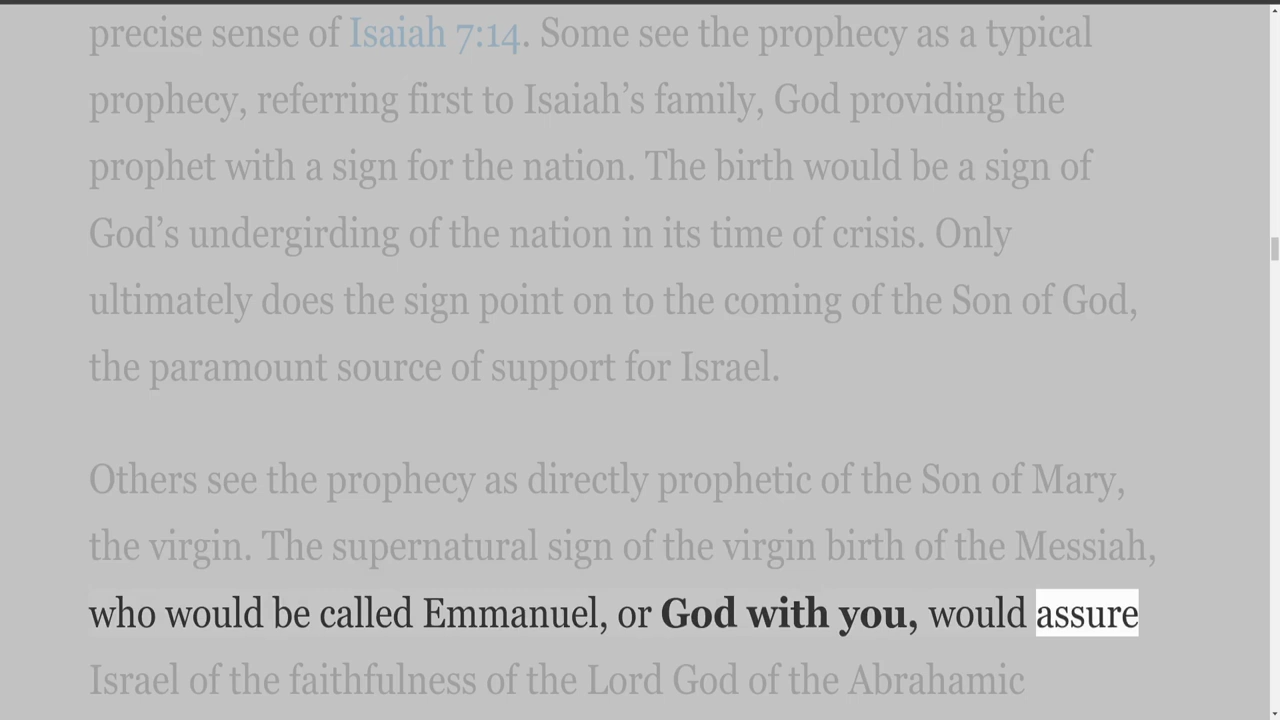 precise sense of Isaiah 7:14. Some see the prophecy as a typical
prophecy, referring first to Isaiah’s family, God providing the
prophet with a sign for the nation. The birth would be a sign of
God’s undergirding of the nation in its time of crisis. Only
ultimately does the sign point on to the coming of the Son of God,
the paramount source of support for Israel.
Others see the prophecy as directly prophetic of the Son of Mary,
the virgin. The supernatural sign of the virgin birth of the Messiah,
who would be called Emmanuel, or God with you, would assure
Israel of the faithfulness of the Lord God of the Abrahamic